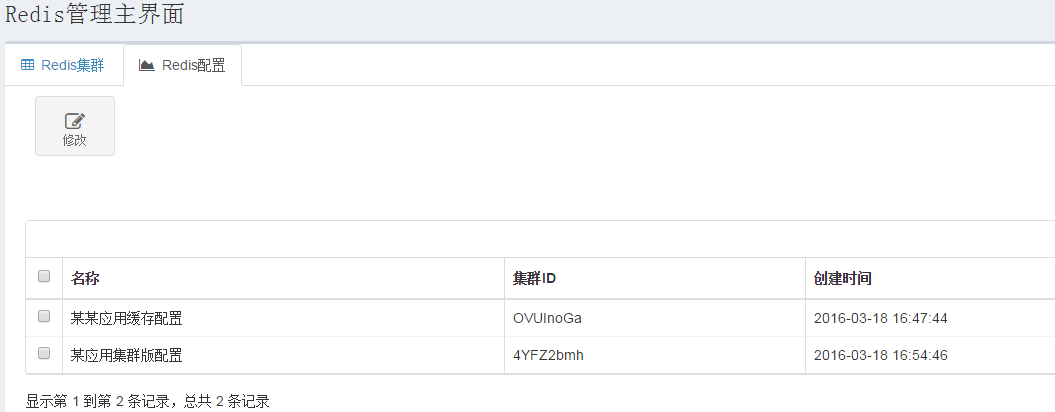 Redis管理主界面
Redis集群 Redis配置
修改
名称 集群ID 创建时间
某某应用缓存配置 OVUlnoGa 2016-03-18 16:47:44
某应用集群版配置 4YFZ2bmh 2016-03-18 16:54:46
显示第 1 到第 2 条记录，总共 2 条记录